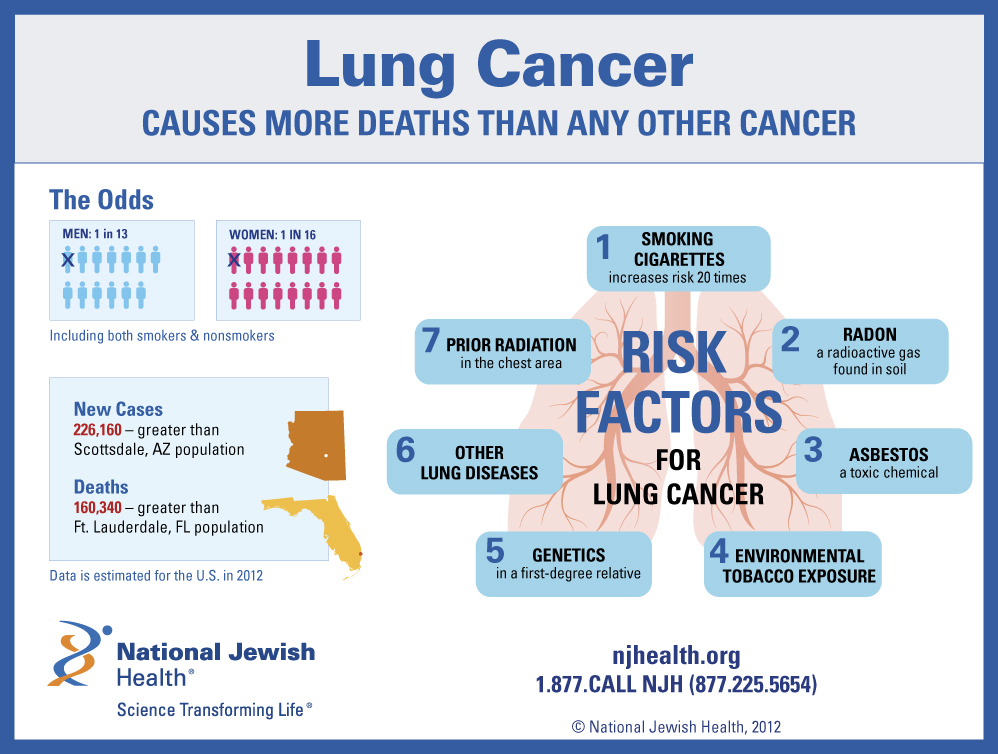 Lung Cancer
CAUSES MORE DEATHS THAN ANY OTHER CANCER
The Odds
MEN: 1 in 13
X
WOMEN: 1 IN 16
X
Including both smokers & nonsmokers
New Cases
226,160 – greater than
Scottsdale, AZ population
Deaths
160,340 – greater than
Ft. Lauderdale, FL population
Data is estimated for the U.S. in 2012
RISK
FACTORS
FOR
LUNG CANCER
1 SMOKING
CIGARETTES
increases risk 20 times
2 RADON
a radioactive gas
found in soil
3 ASBESTOS
a toxic chemical
4 ENVIRONMENTAL
TOBACCO EXPOSURE
5 GENETICS
in a first-degree relative
6 OTHER
LUNG DISEASES
7 PRIOR RADIATION
in the chest area
National Jewish
Health®
Science Transforming Life®
njhealth.org
1.877.CALL NJH (877.225.5654)
© National Jewish Health, 2012